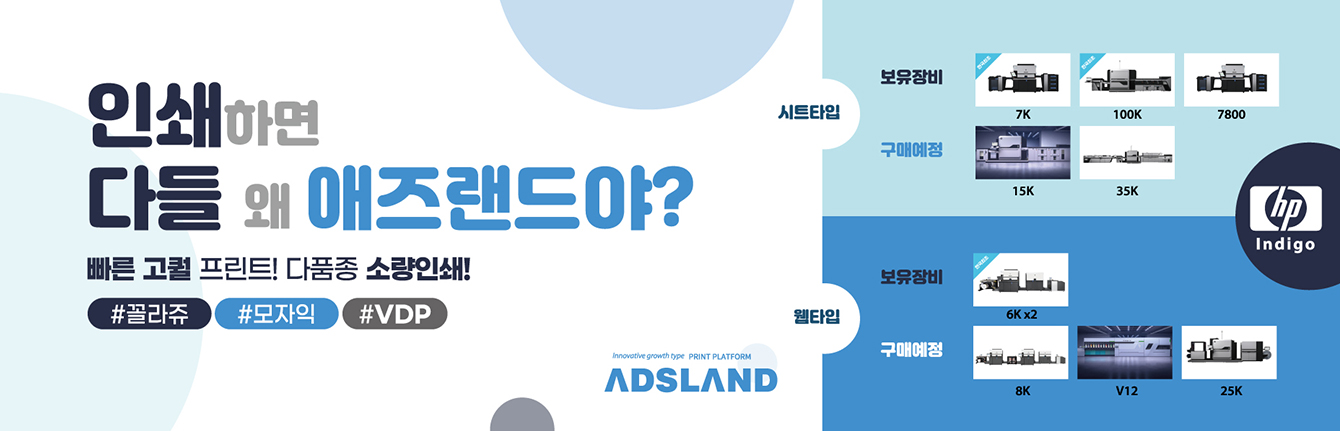 인쇄하면
다들 왜 애즈랜드야?
빠른 고퀄 프린트! 다품종 소량인쇄!
#꼴라쥬 #모자익 #VDP
Innovative growth type PRINT PLATFORM
ADSLAND
시트타입
보유장비
7K 100K 7800
구매예정
15K 35K
웹타입
보유장비
6K x2
구매예정
8K V12 25K
hp
Indigo